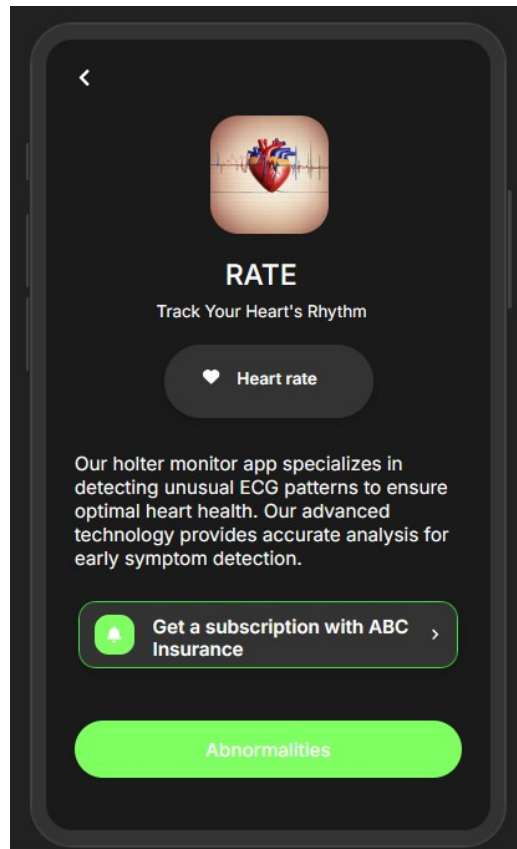 RATE
Track Your Heart's Rhythm
Heart rate
Our holter monitor app specializes in
detecting unusual ECG patterns to ensure
optimal heart health. Our advanced
technology provides accurate analysis for
early symptom detection.
Get a subscription with ABC
Insurance
Abnormalities